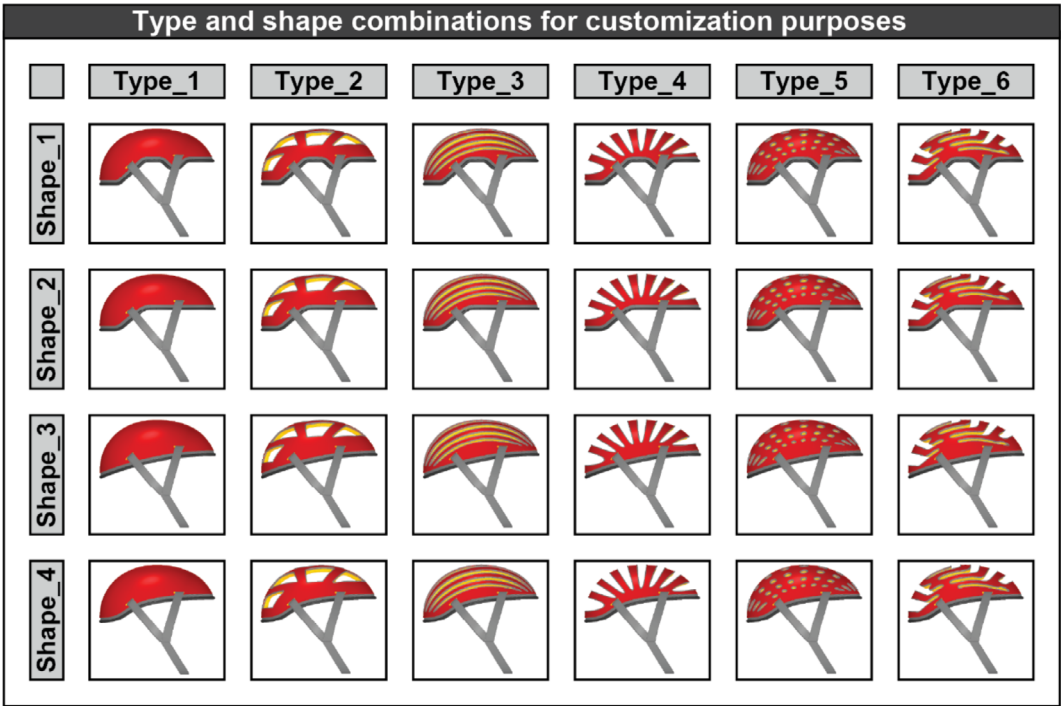 Type and shape combinations for customization purposes
Type_1 Type_2 Type_3 Type_4 Type_5 Type_6
Shape_1
Shape_2
Shape_3
Shape_4